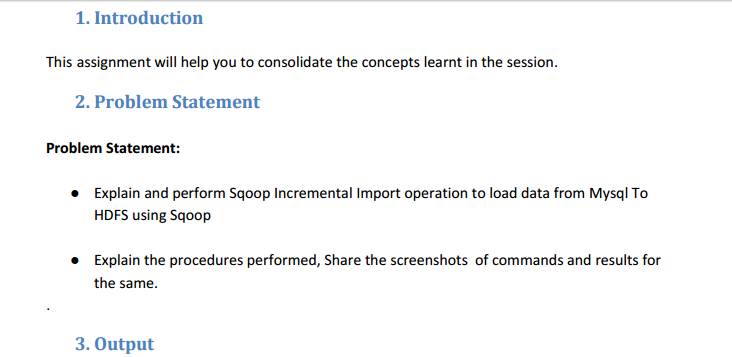 1. Introduction
This assignment will help you to consolidate the concepts learnt in the session.
2. Problem Statement
Problem Statement:
● Explain and perform Sqoop Incremental Import operation to load data from Mysql To
HDFS using Sqoop
● Explain the procedures performed, Share the screenshots  of commands and results for
the same.
.
3. Output